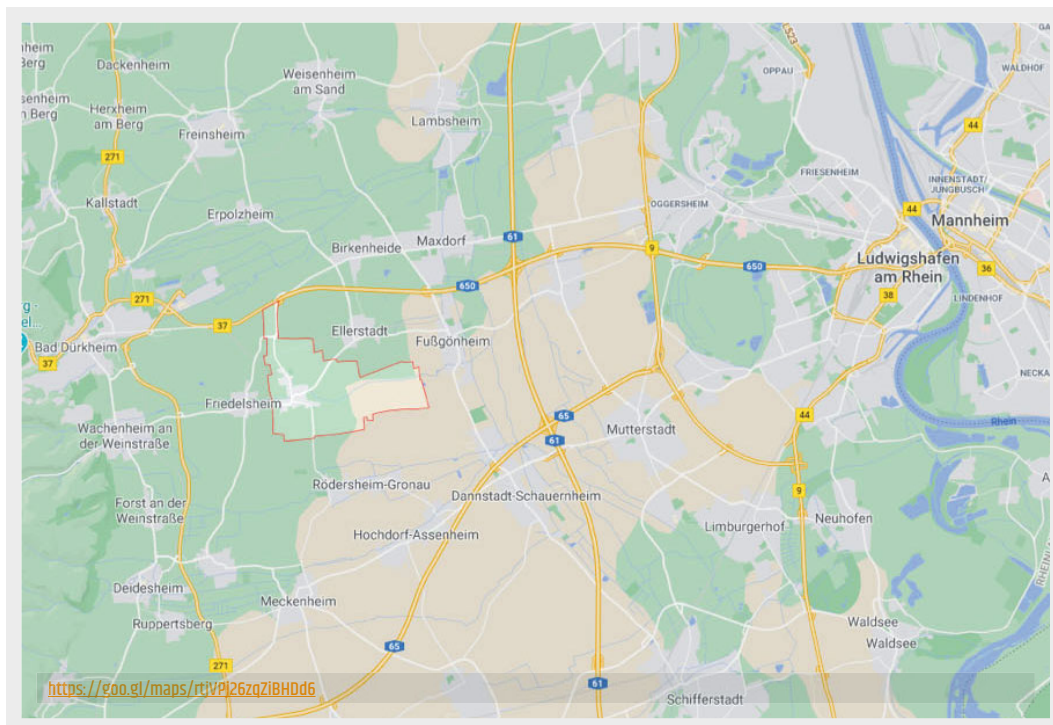 nheim
Berg
Dackenheim
Weisenheim
am Sand
OPPAU
L523
WALDHOF
senheim
n Berg
Herxheim
am Berg
Freinsheim
Lambsheim
44
271
FRIESENHEIM
INNENSTADT/
JUNGBUSCH
Kallstadt
Erpolzheim
OGGERSHEIM
44
Mannheim
Birkenheide
Maxdorf
61
9
Ludwigshafen
am Rhein
36
650
650
38
LINDENHOF
271
37
Ellerstadt
Fußgönheim
Bad Dürkheim
37
NECKA
Friedelsheim
65
44
Rhein
Wachenheim an
der Weinstraße
61
Mutterstadt
Rödersheim-Gronau
Dannstadt-Schauernheim
9
Forst an der
Weinstraße
Limburgerhof
Neuhofen
Hochdorf-Assenheim
Deidesheim
Meckenheim
Ruppertsberg
Waldsee
Waldsee
65
271
61
Schifferstadt
https://goo.gl/maps/rtjVPj26zqZiBHDd6